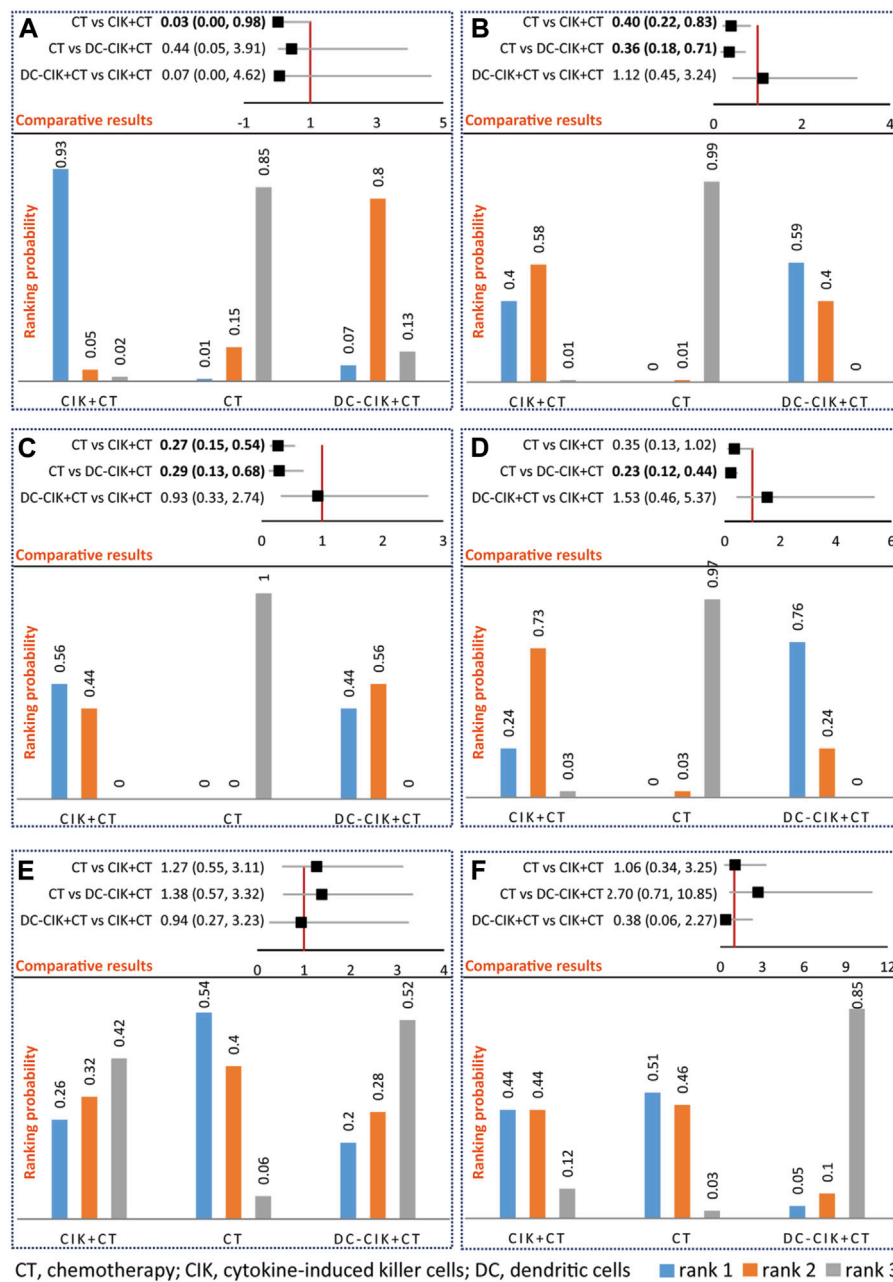 A
CT vs CIK+CT 0.03 (0.00, 0.98)
CT vs DC-CIK+CT 0.44 (0.05, 3.91)
DC-CIK+CT vs CIK+CT 0.07 (0.00, 4.62)
Comparative results
-1 1 3 5
Ranking probability
0.93 0.05 0.02 0.01 0.15 0.85 0.07 0.8 0.13
CIK+CT CT DC-CIK+CT
B
CT vs CIK+CT 0.40 (0.22, 0.83)
CT vs DC-CIK+CT 0.36 (0.18, 0.71)
DC-CIK+CT vs CIK+CT 1.12 (0.45, 3.24)
Comparative results
0 2 4
Ranking probability
0.4 0.58 0.01 0 0.01 0.99 0.59 0.4 0
CIK+CT CT DC-CIK+CT
C
CT vs CIK+CT 0.27 (0.15, 0.54)
CT vs DC-CIK+CT 0.29 (0.13, 0.68)
DC-CIK+CT vs CIK+CT 0.93 (0.33, 2.74)
Comparative results
0 1 2 3
Ranking probability
0.56 0.44 0 0 0 1 0.44 0.56 0
CIK+CT CT DC-CIK+CT
D
CT vs CIK+CT 0.35 (0.13, 1.02)
CT vs DC-CIK+CT 0.23 (0.12, 0.44)
DC-CIK+CT vs CIK+CT 1.53 (0.46, 5.37)
Comparative results
0 2 4 6
Ranking probability
0.24 0.73 0.03 0 0.03 0.97 0.76 0.24 0
CIK+CT CT DC-CIK+CT
E
CT vs CIK+CT 1.27 (0.55, 3.11)
CT vs DC-CIK+CT 1.38 (0.57, 3.32)
DC-CIK+CT vs CIK+CT 0.94 (0.27, 3.23)
Comparative results
0 1 2 3 4
Ranking probability
0.26 0.32 0.42 0.54 0.4 0.06 0.2 0.28 0.52
CIK+CT CT DC-CIK+CT
F
CT vs CIK+CT 1.06 (0.34, 3.25)
CT vs DC-CIK+CT 2.70 (0.71, 10.85)
DC-CIK+CT vs CIK+CT 0.38 (0.06, 2.27)
Comparative results
0 3 6 9 12
Ranking probability
0.44 0.44 0.12 0.51 0.46 0.03 0.05 0.1 0.85
CIK+CT CT DC-CIK+CT
CT, chemotherapy; CIK, cytokine-induced killer cells; DC, dendritic cells rank 1 rank 2 rank 3